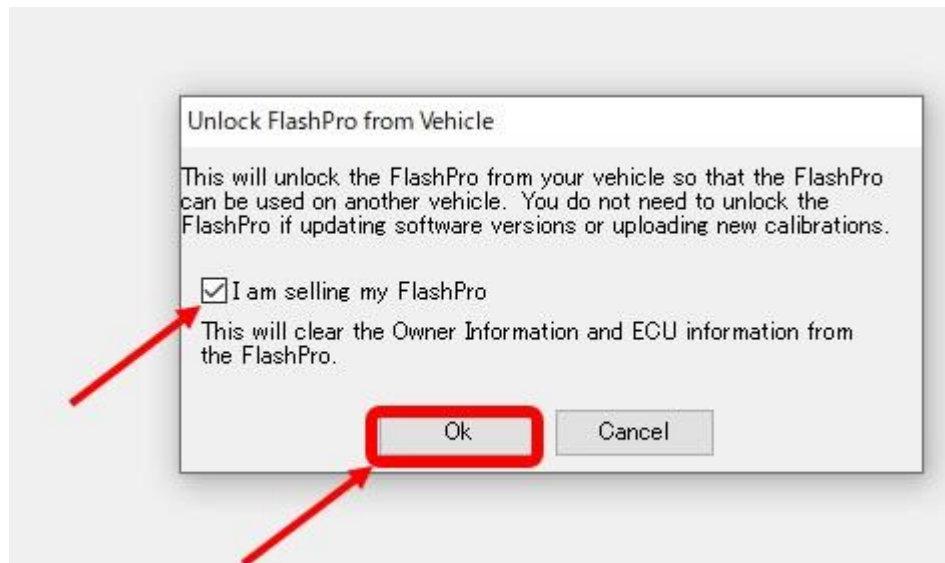 Unlock FlashPro from Vehicle
This will unlock the FlashPro from your vehicle so that the FlashPro
can be used on another vehicle.  You do not need to unlock the
FlashPro if updating software versions or uploading new calibrations.
I am selling my FlashPro
This will clear the Owner Information and ECU information from
the FlashPro.
Ok
Cancel